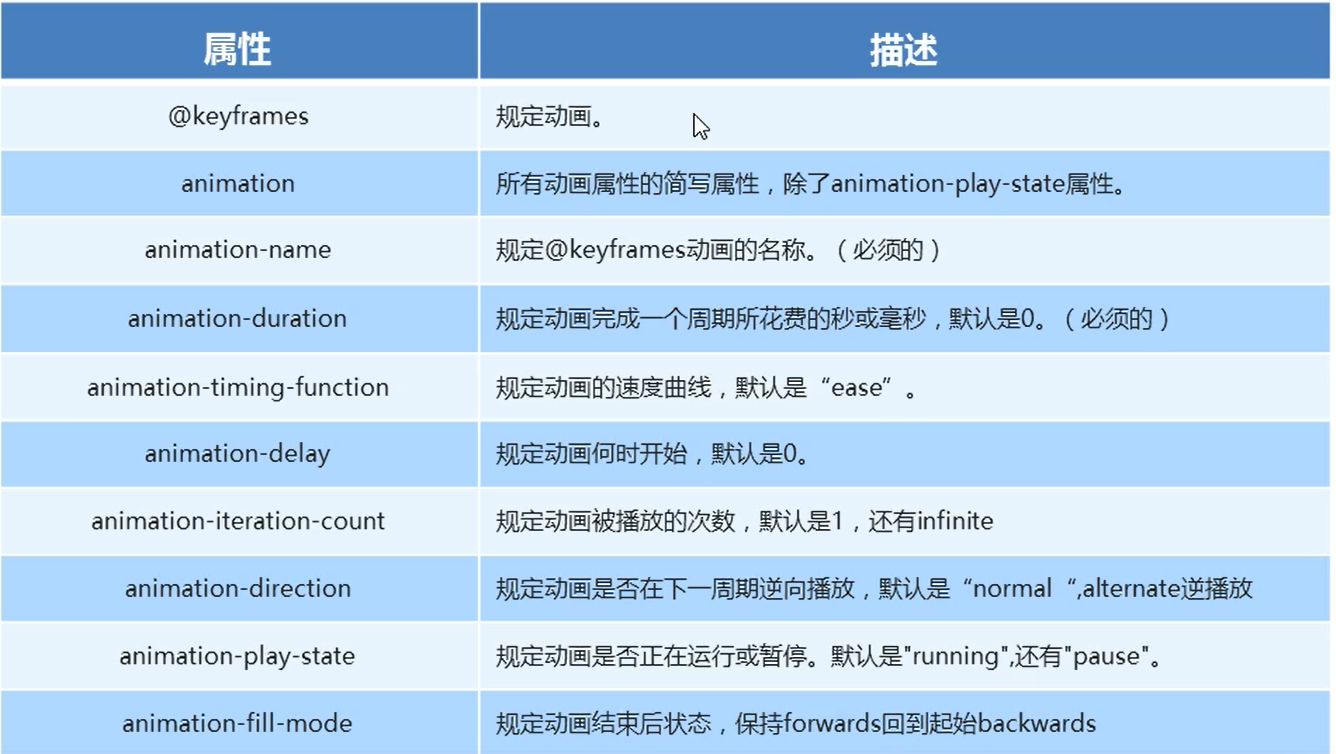 属性 描述
@keyframes 规定动画。
animation 所有动画属性的简写属性，除了animation-play-state属性。
animation-name 规定@keyframes动画的名称。（必须的）
animation-duration 规定动画完成一个周期所花费的秒或毫秒，默认是0。（必须的）
animation-timing-function 规定动画的速度曲线，默认是“ease”。
animation-delay 规定动画何时开始，默认是0。
animation-iteration-count 规定动画被播放的次数，默认是1，还有infinite
animation-direction 规定动画是否在下一周期逆向播放，默认是“normal“,alternate逆播放
animation-play-state 规定动画是否正在运行或暂停。默认是"running",还有"pause"。
animation-fill-mode 规定动画结束后状态，保持forwards回到起始backwards